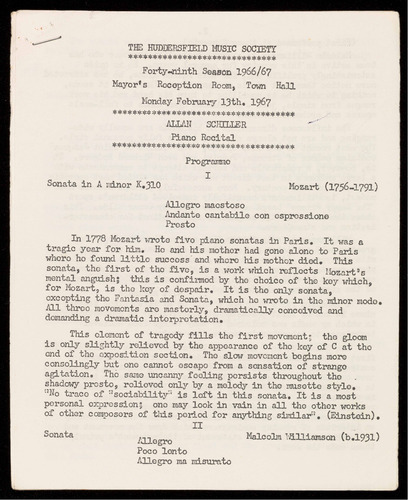 THE HUDDERSFIELD MUSIC SOCIETY
Forty-ninth Season 1966/67
Mayor's Reception Room, Town Hall
Monday February 13th. 1967
ALLAN SCHILLER
Piano Recital
Programme
I
Sonata in A minor K.310 Mozart (1756-1791)
Allegro maestoso
Andante cantabile con espressione
Presto
In 1778 Mozart wrote five piano sonatas in Paris. It was a
tragic year for him. He and his mother had gone alone to Paris
where he found little success and where his mother died. This
sonata, the first of the five, is a work which reflects Mozart's
mental anguish; this is confirmed by the choice of the key which,
for Mozart, is the key of despair. It is the only sonata,
excepting the Fantasia and Sonata, which he wrote in the minor mode.
All three movements are masterly, dramatically conceived and
demanding a dramatic interpretation.
This element of tragedy fills the first movement; the gloom
is only slightly relieved by the appearance of the key of C at the
end of the exposition section. The slow movement begins more
consolingly but one cannot escape from a sensation of strange
agitation. The same uncanny feeling persists throughout the
shadowy presto, relieved only by a melody in the musette style.
"No trace of "sociability" is left in this sonata. It is a most
personal expression; one may look in vain in all the other works
of other composers of this period for anything similar". (Einstein).
II
Sonata Malcolm Williamson (b.1931)
Allegro
Poco lento
Allegro ma misurato